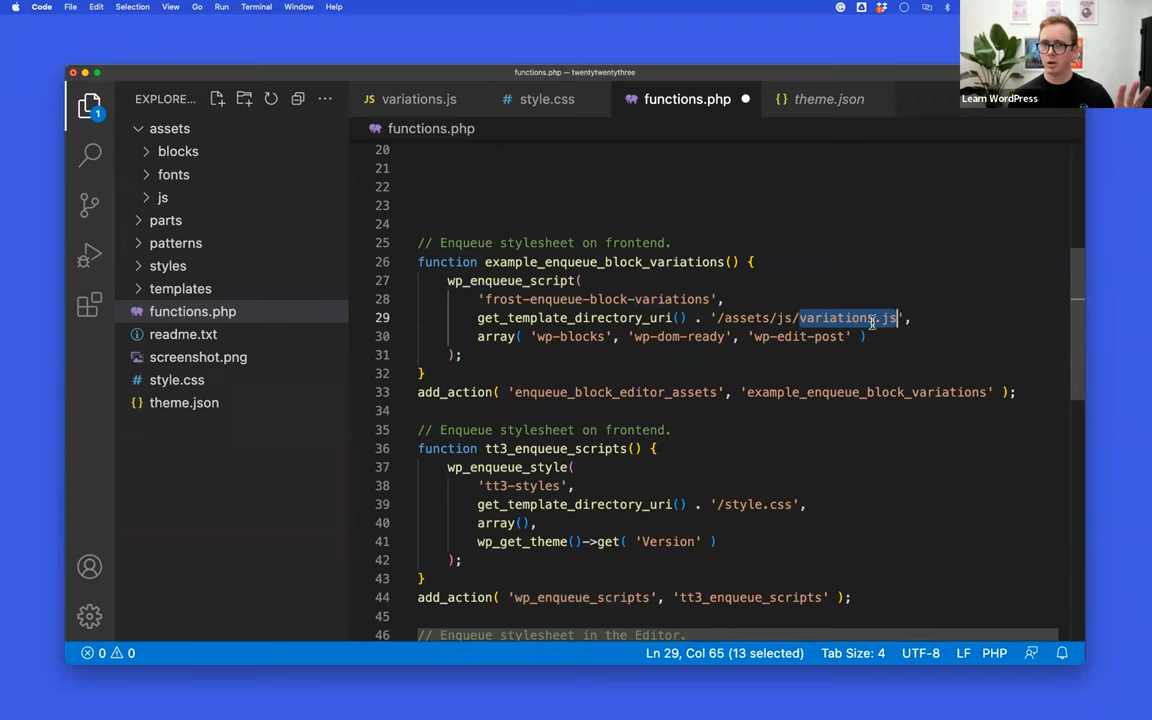 Code File Edit Selection View Go Run Terminal Window Help
Learn WordPress
functions.php — twentytwentythree
EXPLORE...
JS variations.js
# style.css
functions.php
{} theme.json
functions.php
1
assets
blocks
fonts
js
parts
patterns
styles
templates
functions.php
readme.txt
screenshot.png
# style.css
{} theme.json
20
21
22
23
24
25 // Enqueue stylesheet on frontend.
26 function example_enqueue_block_variations() {
27 wp_enqueue_script(
28 'frost-enqueue-block-variations',
29 get_template_directory_uri() . '/assets/js/variations.js',
30 array( 'wp-blocks', 'wp-dom-ready', 'wp-edit-post' )
31 );
32 }
33 add_action( 'enqueue_block_editor_assets', 'example_enqueue_block_variations' );
34
35 // Enqueue stylesheet on frontend.
36 function tt3_enqueue_scripts() {
37 wp_enqueue_style(
38 'tt3-styles',
39 get_template_directory_uri() . '/style.css',
40 array(),
41 wp_get_theme()->get( 'Version' )
42 );
43 }
44 add_action( 'wp_enqueue_scripts', 'tt3_enqueue_scripts' );
45
46 // Enqueue stylesheet in the Editor.
0 0 Ln 29, Col 65 (13 selected) Tab Size: 4 UTF-8 LF PHP